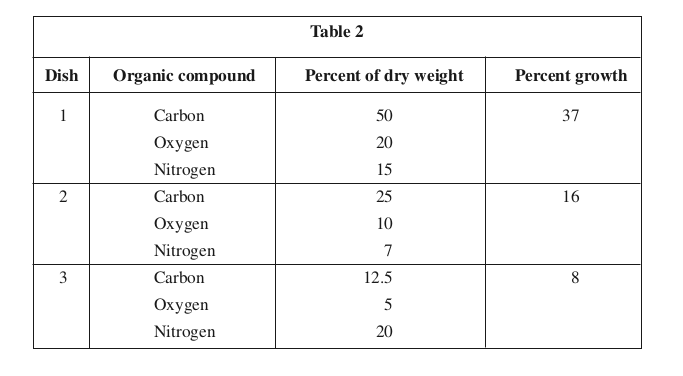 Table 2
Dish Organic compound Percent of dry weight Percent growth
1 Carbon 50 37
Oxygen 20
Nitrogen 15
2 Carbon 25 16
Oxygen 10
Nitrogen 7
3 Carbon 12.5 8
Oxygen 5
Nitrogen 20